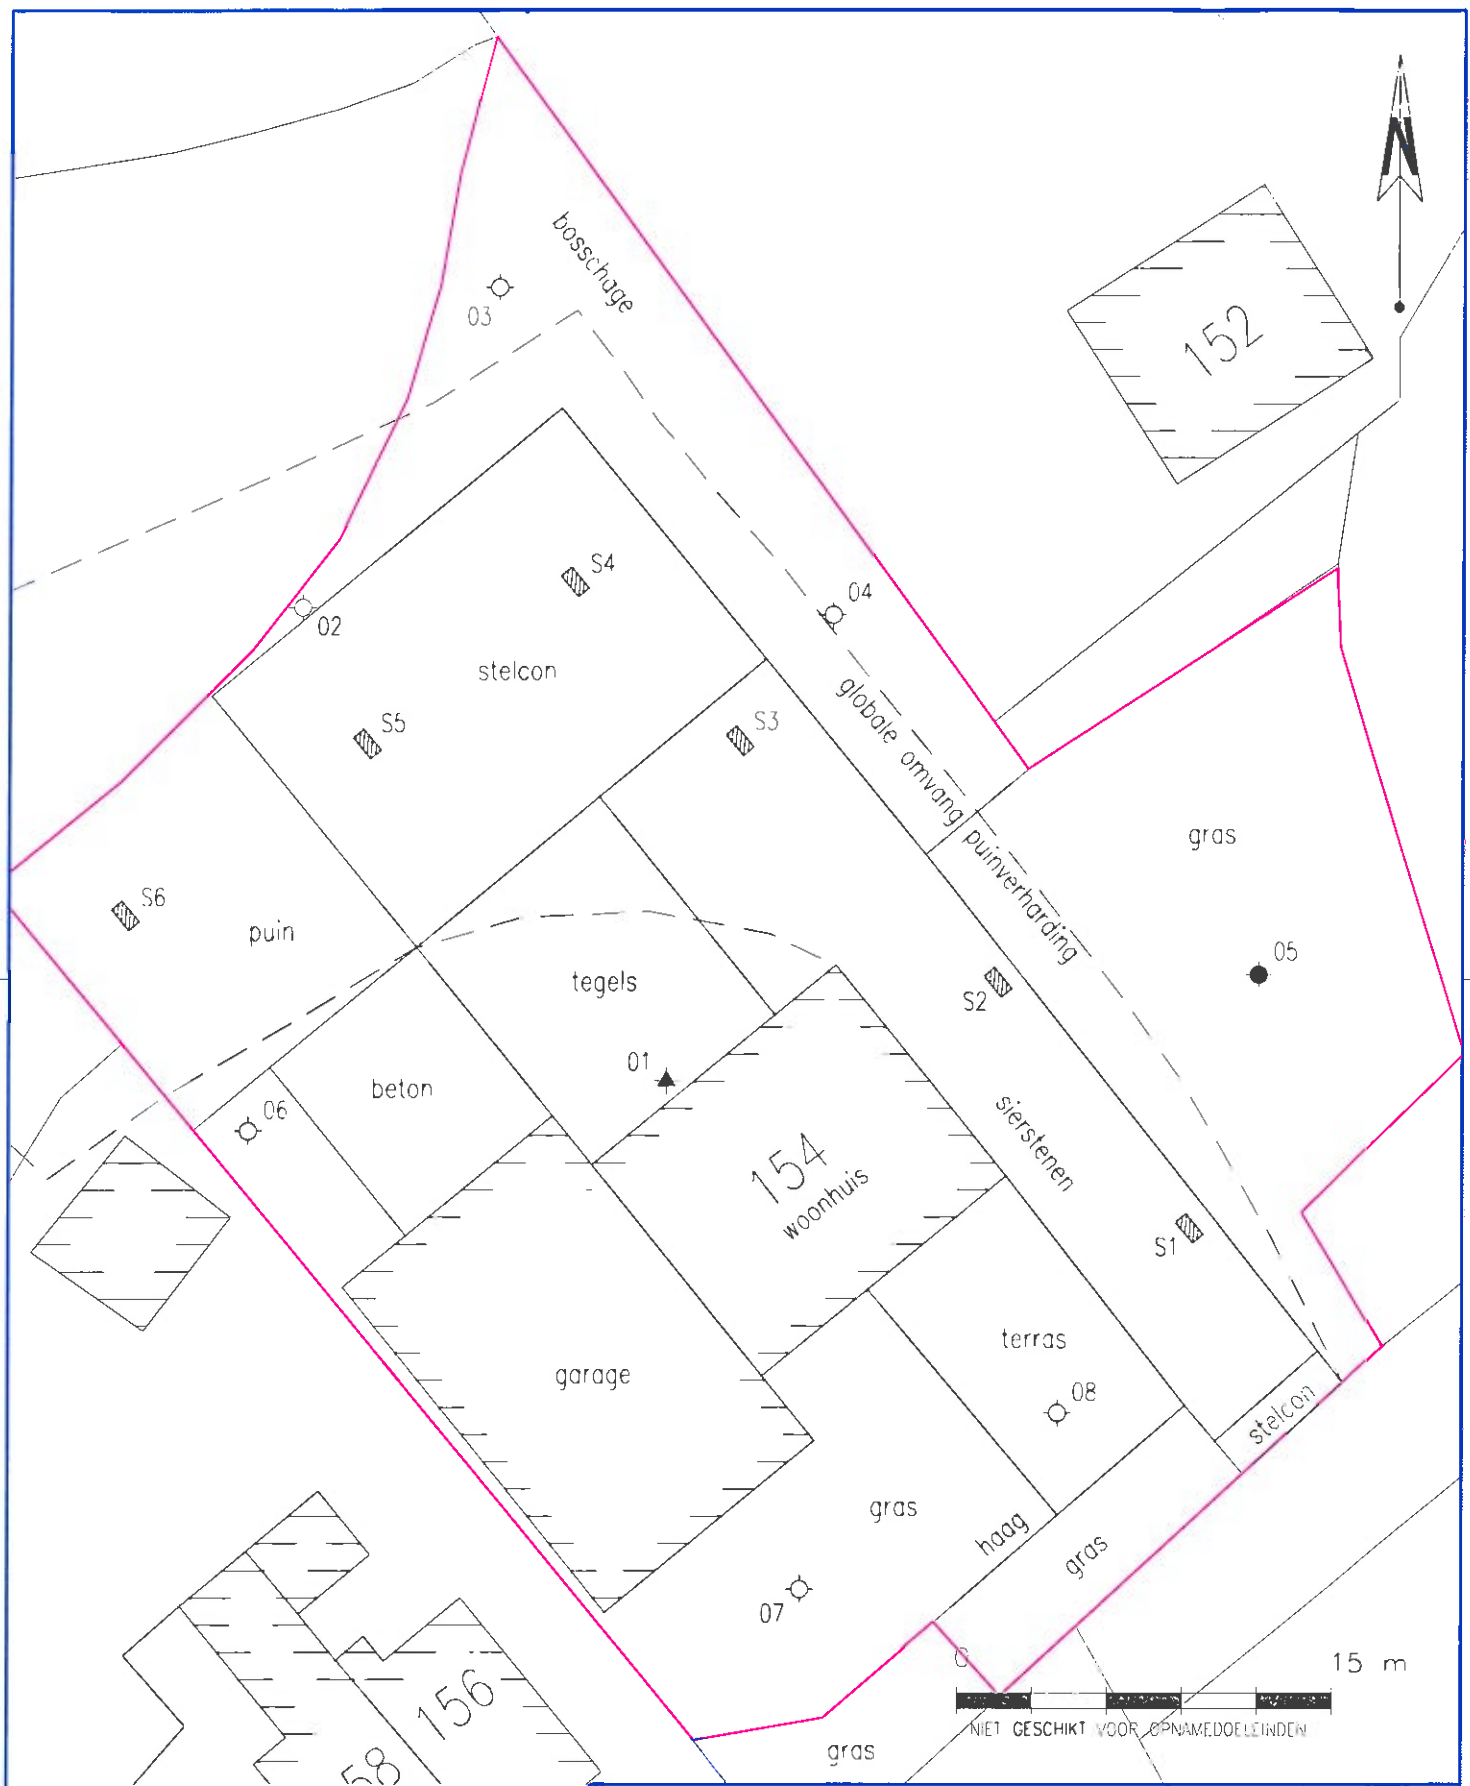 N
bosschage
03
152
S4
04
02
stelcon
S5
S3
globale omvang puinverharding
gras
S6
puin
05
tegels
S2
01
beton
06
sierstenen
154
woonhuis
S1
terras
garage
08
stelcon
gras
haag
gras
07
15 m
156
58
NIET GESCHIKT VOOR OPNAMEDOELEINDEN
gras